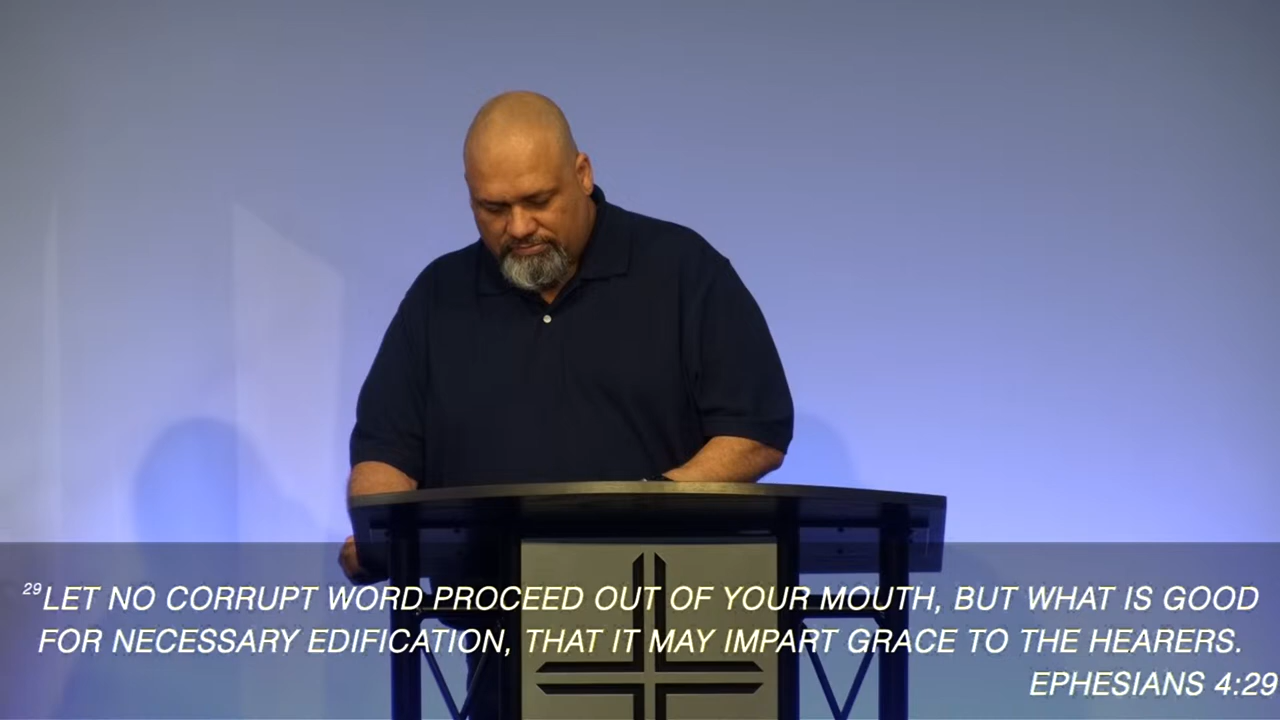 29LET NO CORRUPT WORD PROCEED OUT OF YOUR MOUTH, BUT WHAT IS GOOD
FOR NECESSARY EDIFICATION, THAT IT MAY IMPART GRACE TO THE HEARERS.
EPHESIANS 4:29